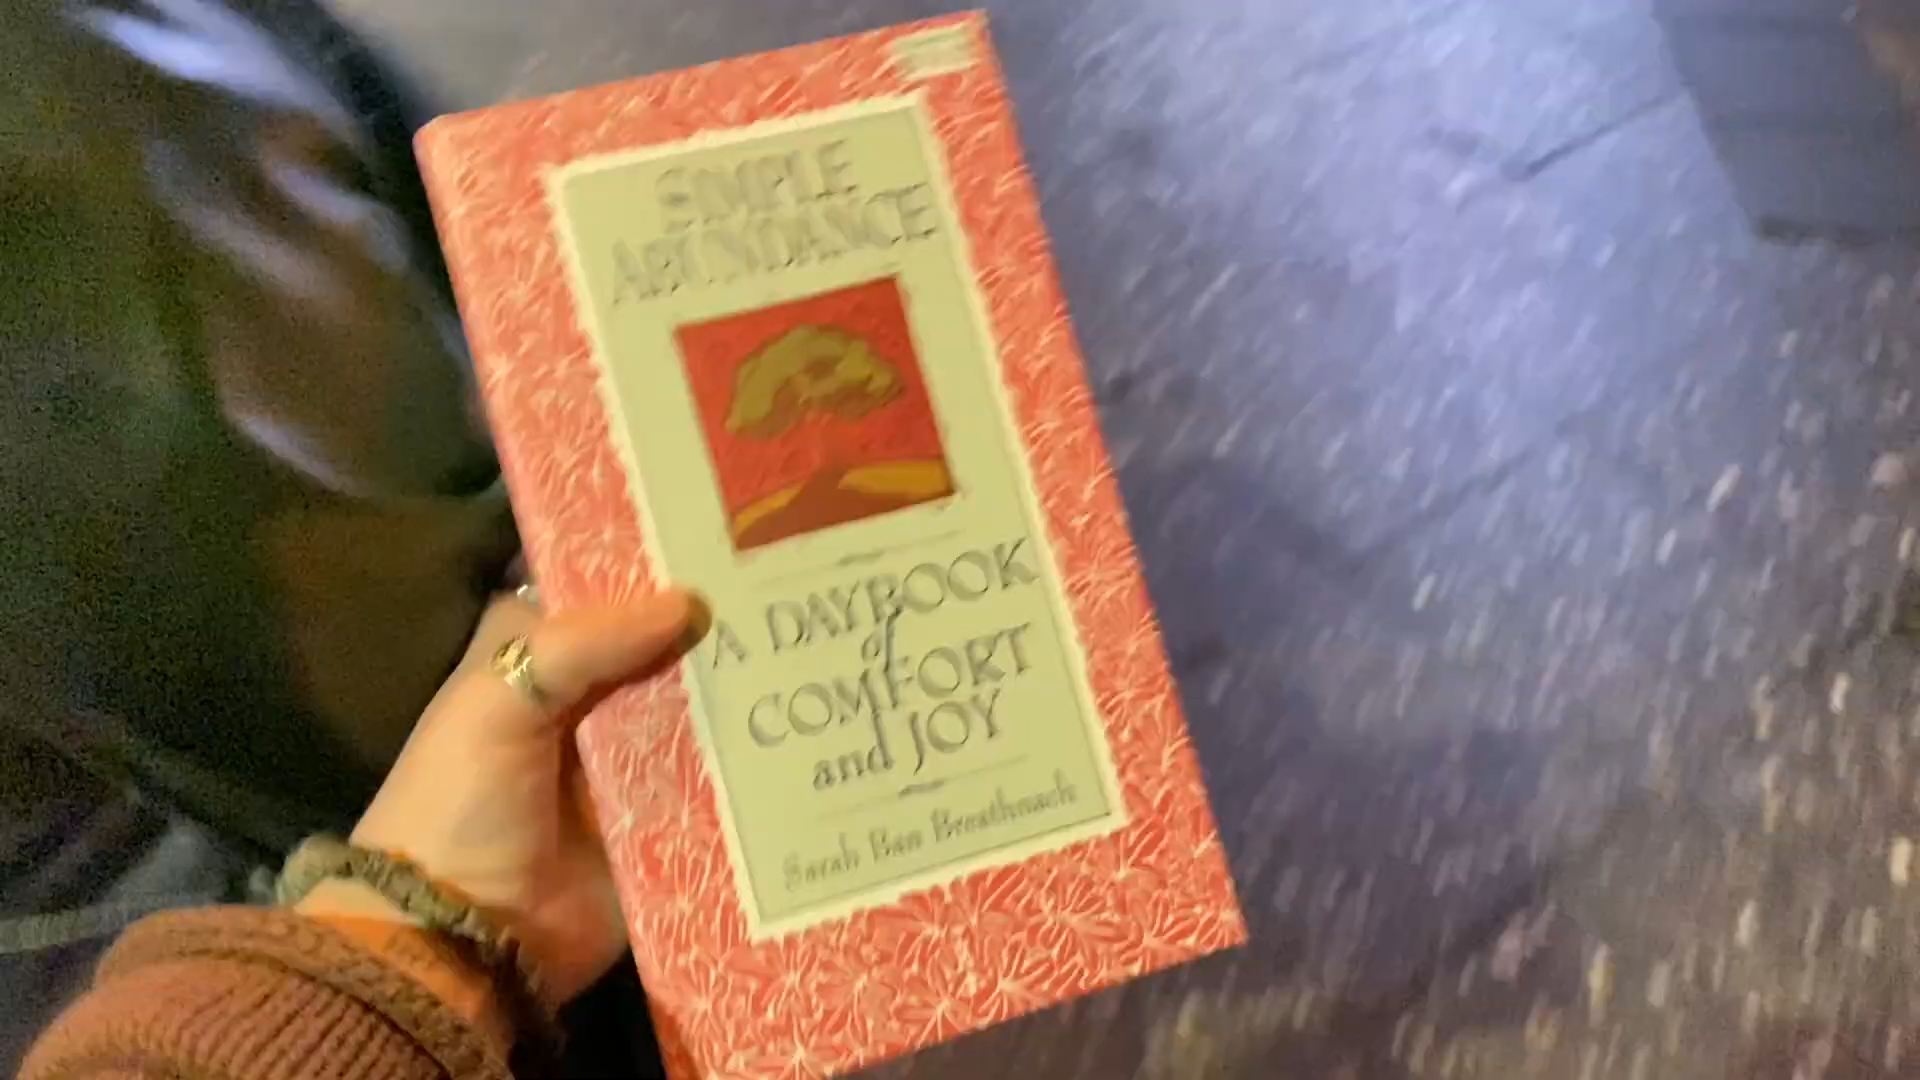 SIMPLE
ABUNDANCE
A DAYBOOK
of
COMFORT
and JOY
Sarah Ban Breathnach